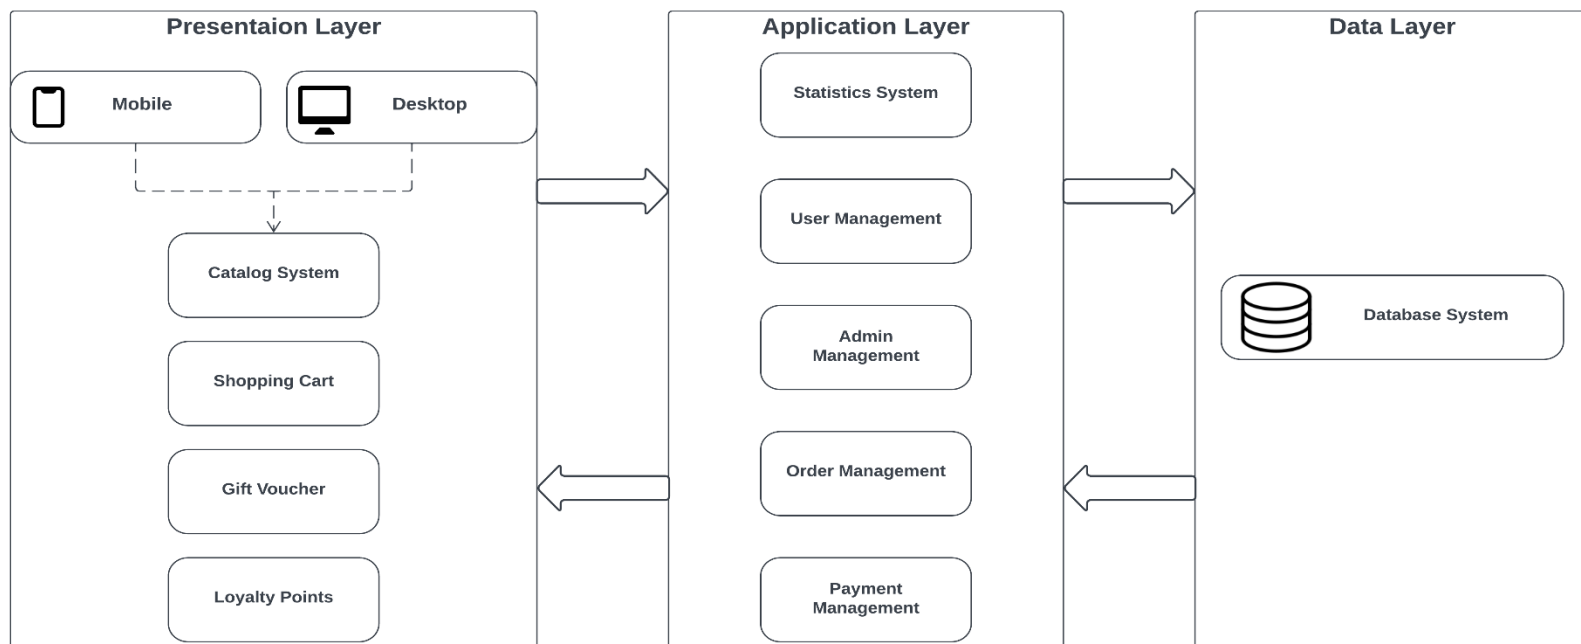 Presentaion Layer
Mobile
Desktop
Catalog System
Shopping Cart
Gift Voucher
Loyalty Points
Application Layer
Statistics System
User Management
Admin
Management
Order Management
Payment
Management
Data Layer
Database System